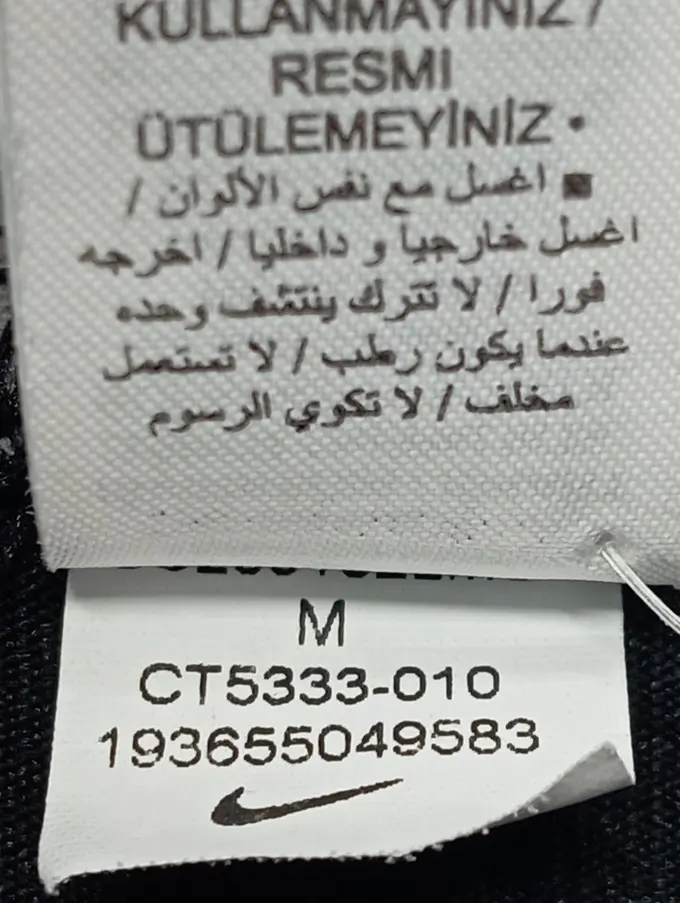 KULLANMAYINIZ /
RESMI
ÜTÜLEMEYİNİZ •
■ اغسل مع نفس الألوان /
اغسل خارجياً و داخليا / اخرجه
فورا / لا تترك ينتشف وحده
عندما يكون رطب / لا تستعمل
مخلف / لا تكوي الرسوم
M
CT5333-010
193655049583